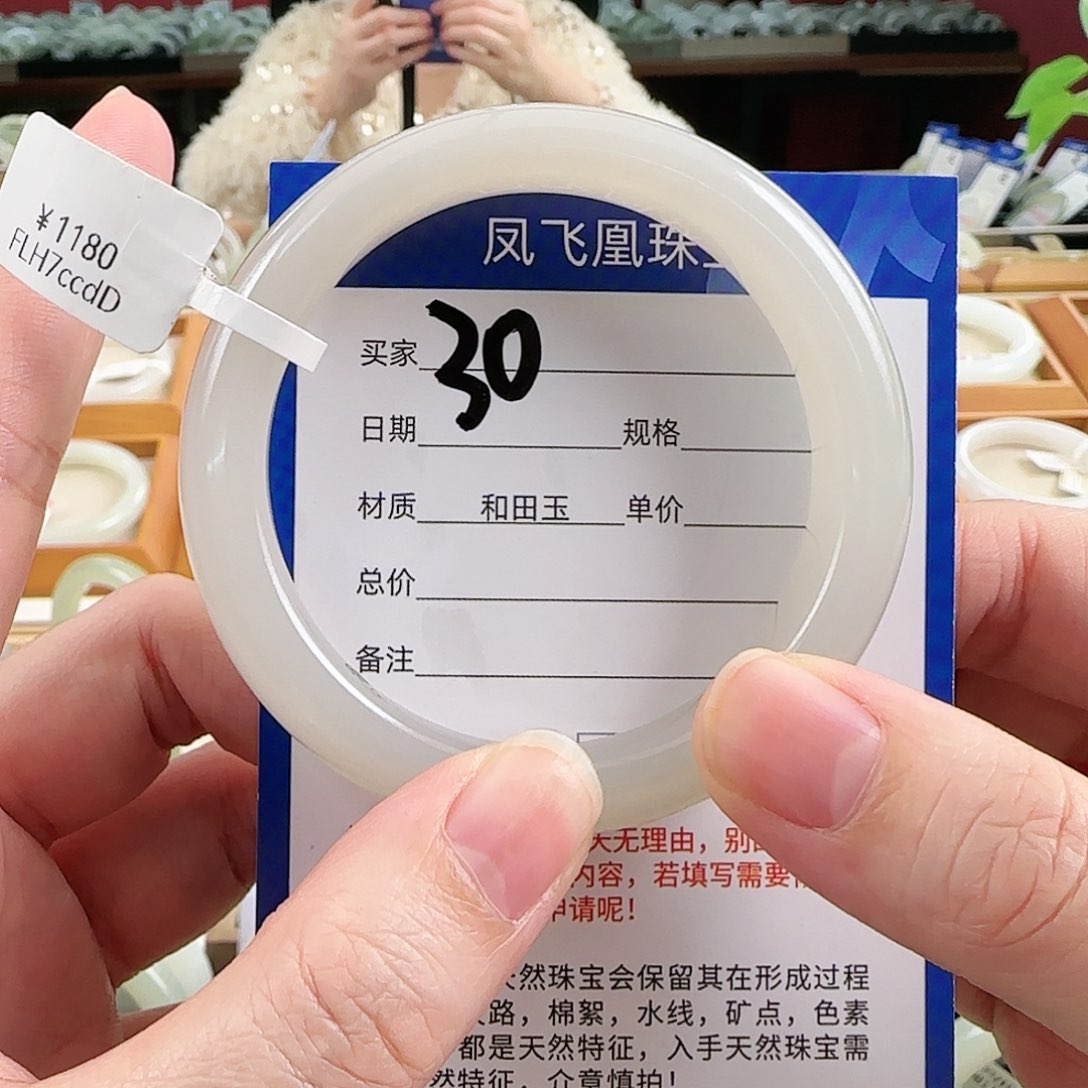 ¥1180
FLH7ccdD
凤飞凰珠
买家 30
日期 规格
材质 和田玉 单价
总价
备注
天无理由，别
内容，若填写需要
申请呢！
天然珠宝会保留其在形成过程
路，棉絮，水线，矿点，色素
都是天然特征，入手天然珠宝需
然特征，介意慎拍！